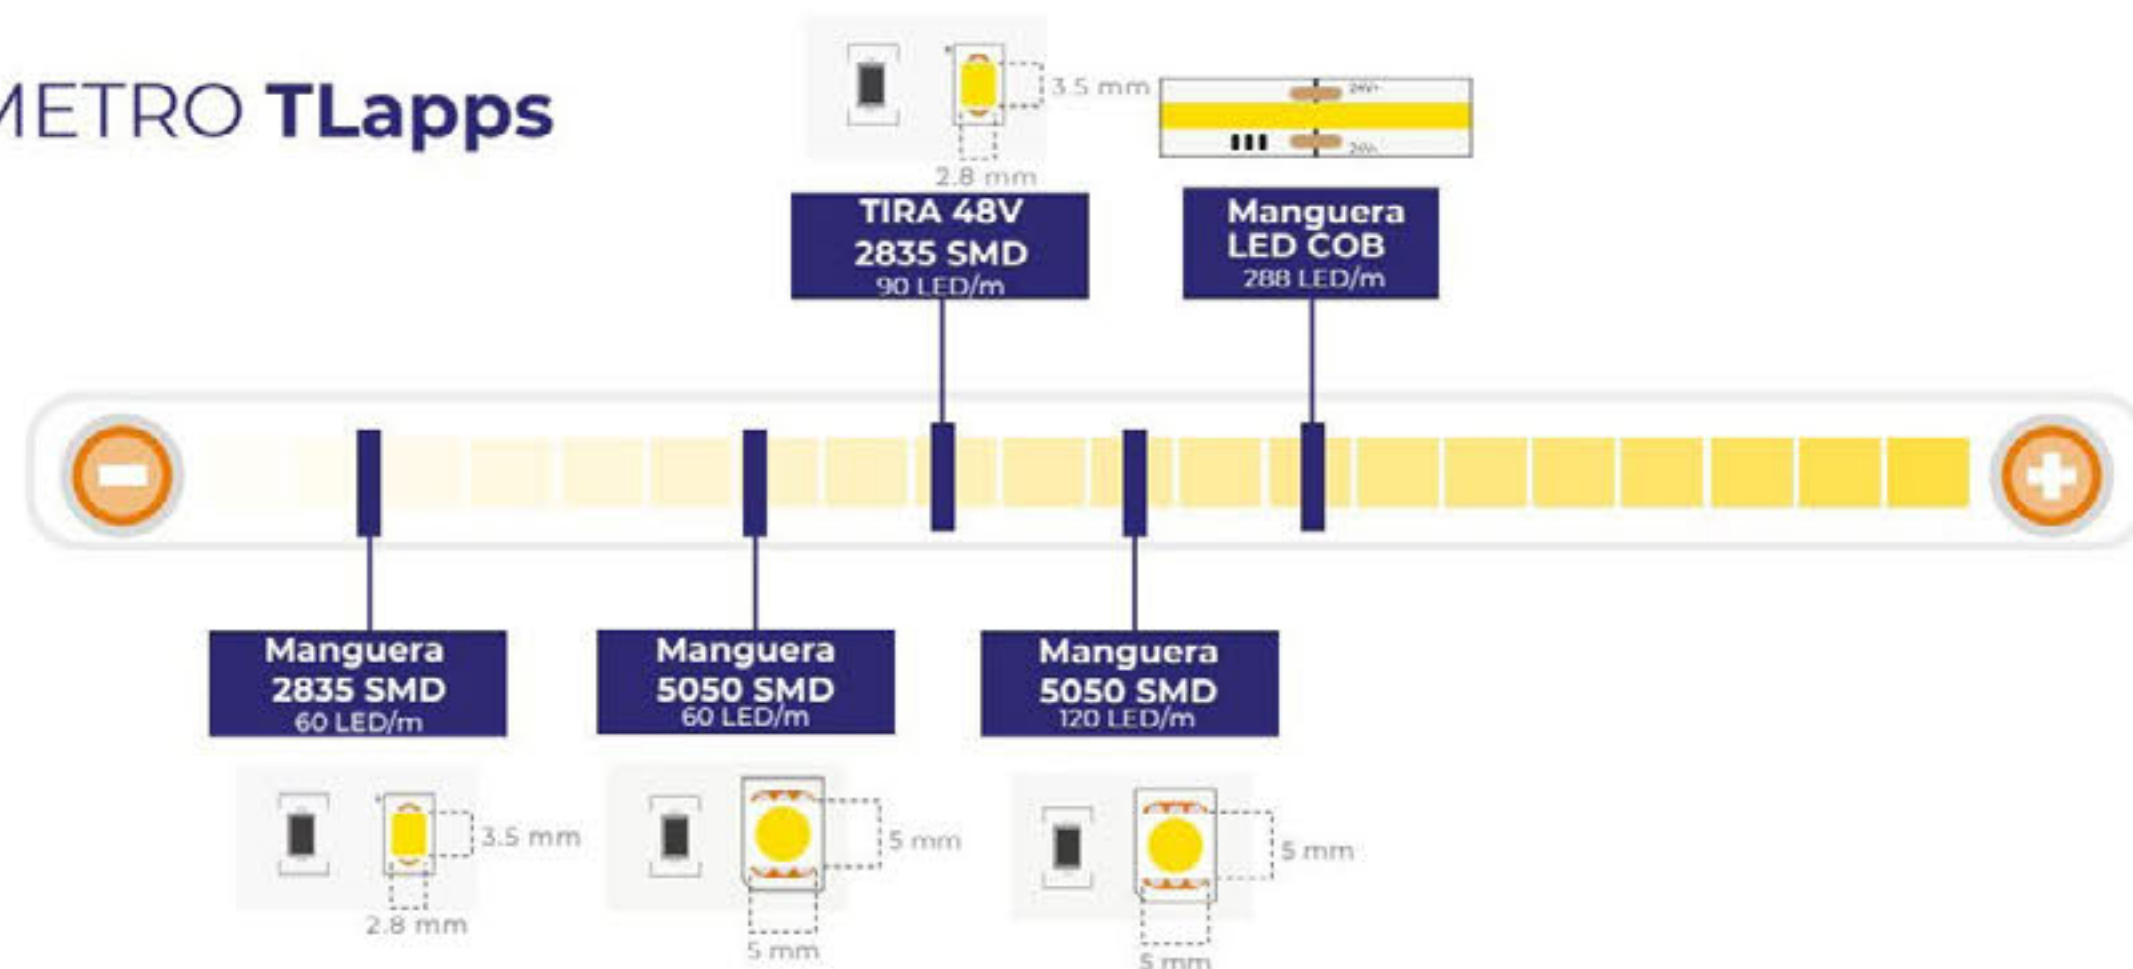 METRO TLapps
3.5 mm
2.8 mm
24V+
TIRA 48V
2835 SMD
90 LED/m
Manguera
LED COB
288 LED/m
Manguera
2835 SMD
60 LED/m
Manguera
5050 SMD
60 LED/m
Manguera
5050 SMD
120 LED/m
3.5 mm
2.8 mm
5 mm
5 mm
5 mm
5 mm